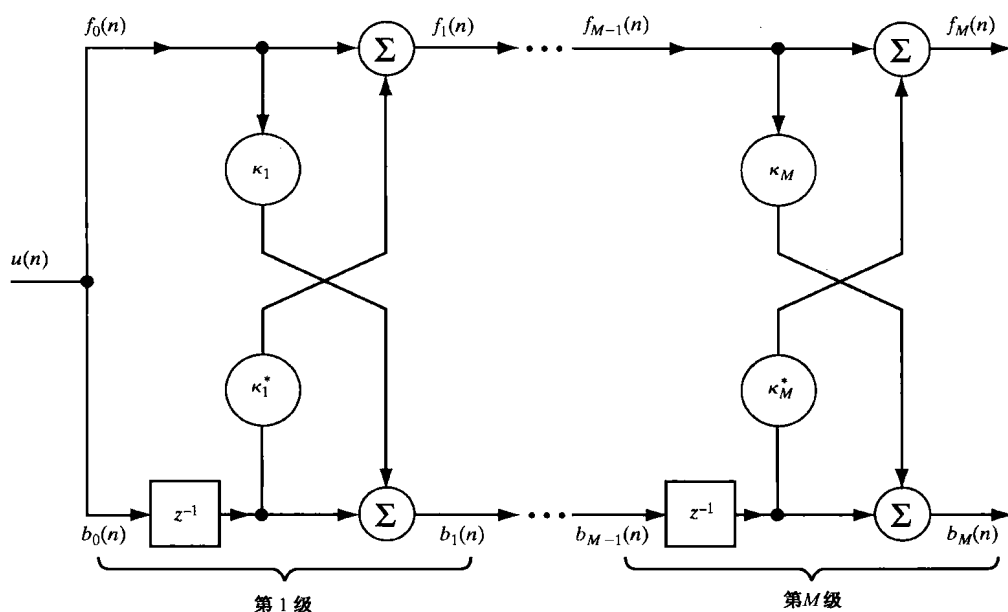 f₀(n) f₁(n) ··· f_{M−1}(n) f_M(n)
Σ Σ
κ₁ κ_M
u(n)
κ₁* κ_M*
z⁻¹ Σ z⁻¹ Σ
b₀(n) b₁(n) ··· b_{M−1}(n) b_M(n)
第 1 级 第M 级